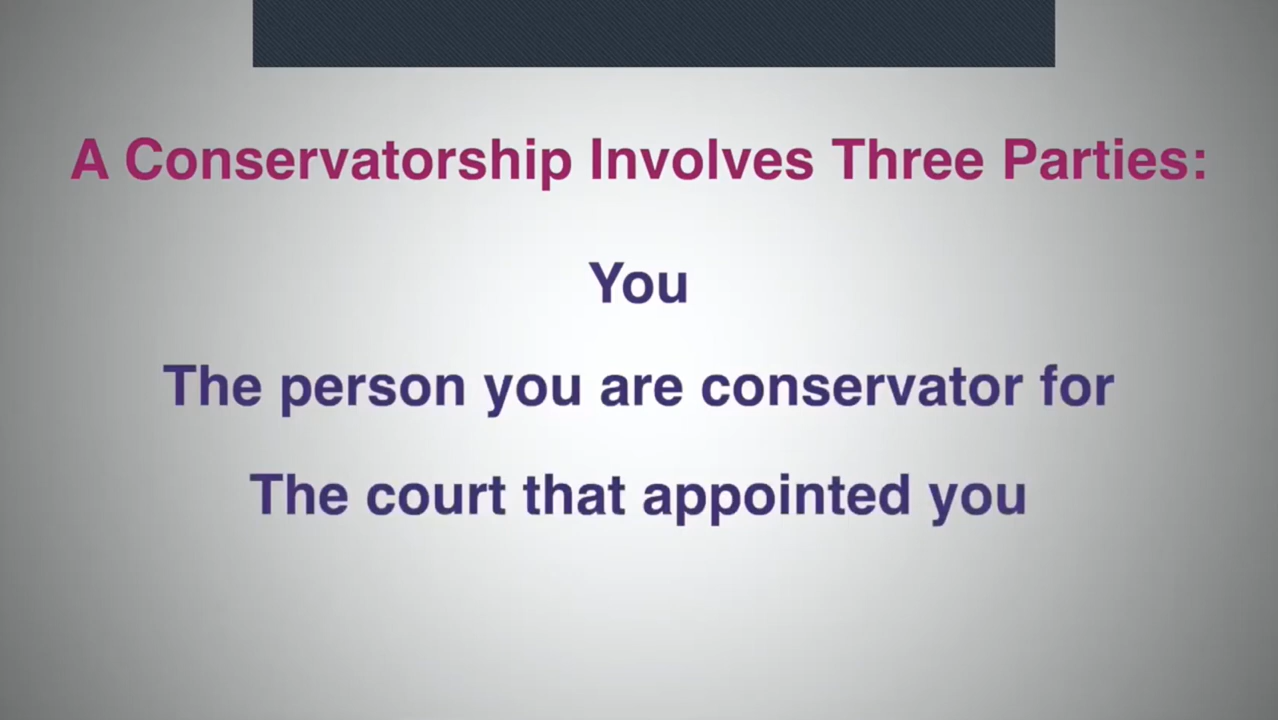 A Conservatorship Involves Three Parties:
You
The person you are conservator for
The court that appointed you